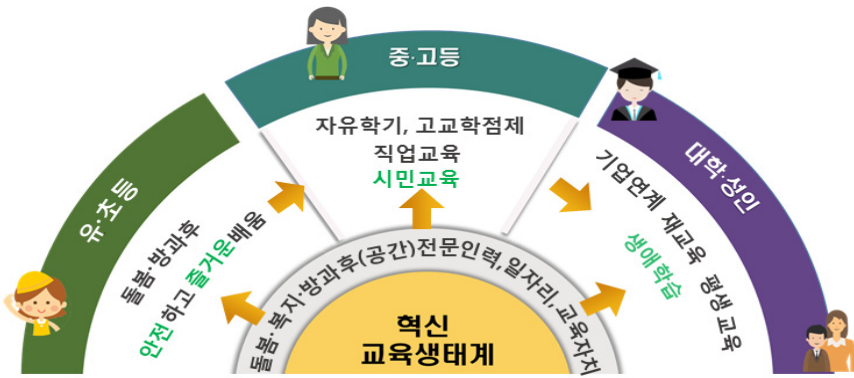 중·고등
자유학기, 고교학점제
직업교육
시민교육
유·초등
돌봄·방과후
안전하고 즐거운배움
대학·성인
기업연계 재교육 평생 교육
생애학습
돌봄·복지·방과후(공간)전문인력,일자리, 교육자치
혁신
교육생태계